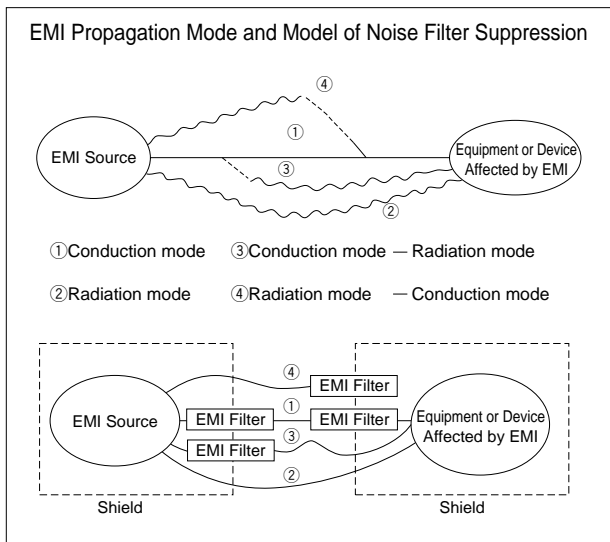 EMI Propagation Mode and Model of Noise Filter Suppression
④
①
EMI Source
Equipment or Device
Affected by EMI
③
②
①Conduction mode ③Conduction mode — Radiation mode
②Radiation mode ④Radiation mode — Conduction mode
④
EMI Filter
①
EMI Source
EMI Filter
EMI Filter
Equipment or Device
Affected by EMI
③
EMI Filter
②
Shield
Shield